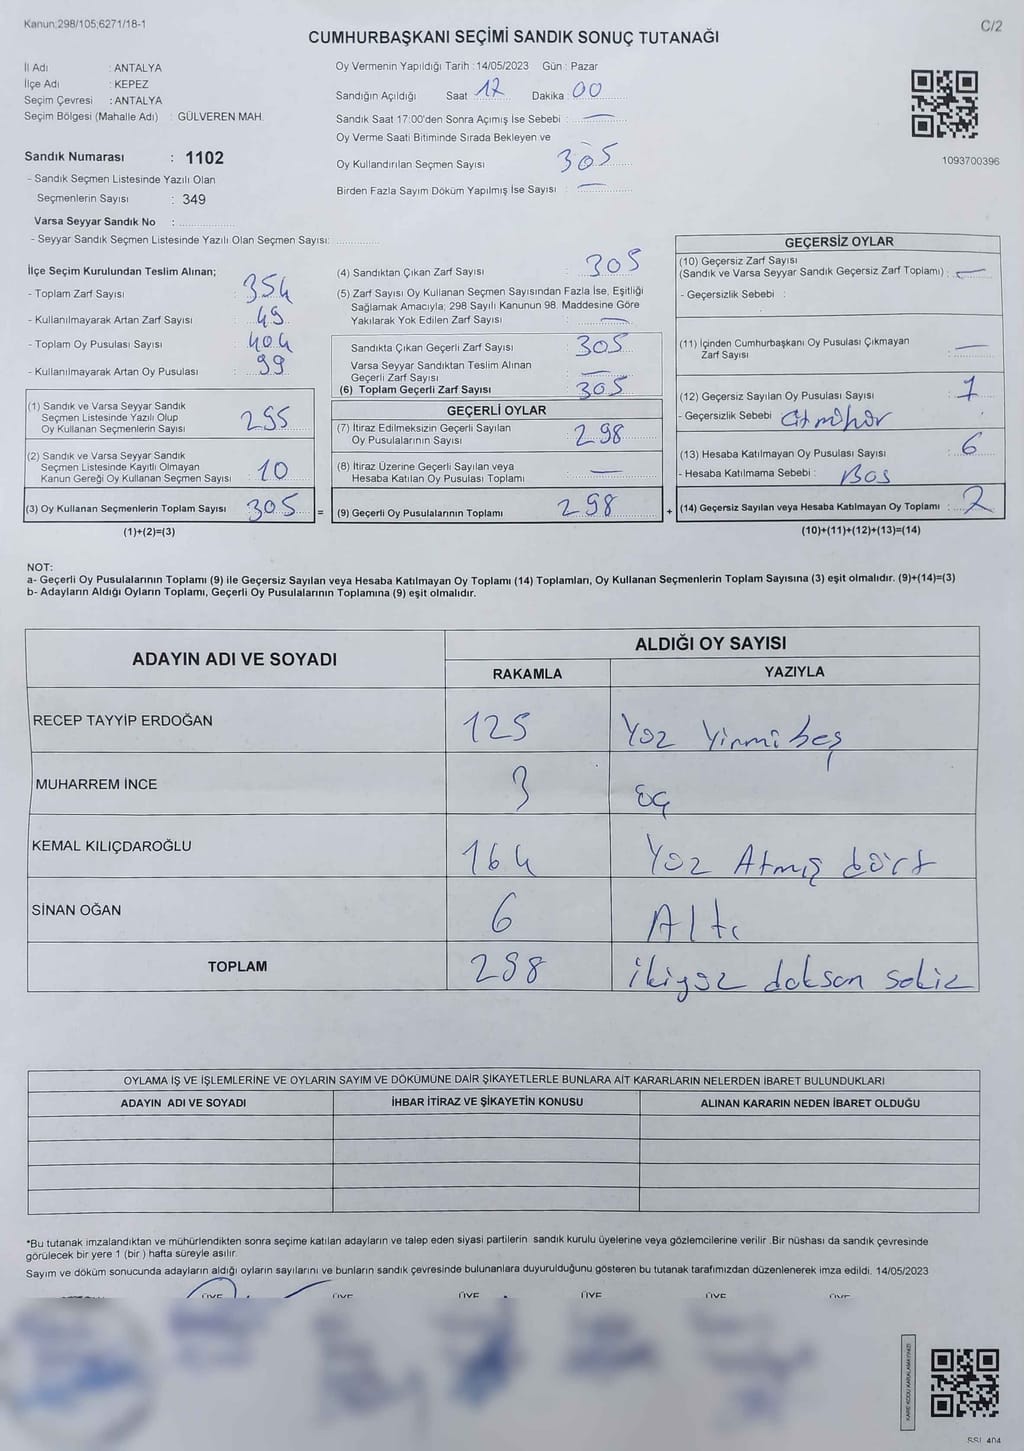 Kanun;298/105;6271/18-1
C/2
CUMHURBAŞKANI SEÇİMİ SANDIK SONUÇ TUTANAĞI
İl Adı : ANTALYA
İlçe Adı : KEPEZ
Seçim Çevresi : ANTALYA
Seçim Bölgesi (Mahalle Adı) : GÜLVEREN MAH.
Sandık Numarası : 1102
- Sandık Seçmen Listesinde Yazılı Olan
Seçmenlerin Sayısı : 349
Varsa Seyyar Sandık No :
- Seyyar Sandık Seçmen Listesinde Yazılı Olan Seçmen Sayısı:
Oy Vermenin Yapıldığı Tarih :14/05/2023 Gün : Pazar
Sandığın Açıldığı Saat 17 Dakika 00
Sandık Saat 17:00'den Sonra Açımış İse Sebebi : —
Oy Verme Saati Bitiminde Sırada Bekleyen ve
Oy Kullandırılan Seçmen Sayısı : 305
Birden Fazla Sayım Döküm Yapılmış İse Sayısı : —
1093700396
İlçe Seçim Kurulundan Teslim Alınan;
- Toplam Zarf Sayısı : 354
- Kullanılmayarak Artan Zarf Sayısı : 49
- Toplam Oy Pusulası Sayısı : 404
- Kullanılmayarak Artan Oy Pusulası : 99
(1) Sandık ve Varsa Seyyar Sandık
Seçmen Listesinde Yazılı Olup
Oy Kullanan Seçmenlerin Sayısı : 295
(2) Sandık ve Varsa Seyyar Sandık
Seçmen Listesinde Kayıtlı Olmayan
Kanun Gereği Oy Kullanan Seçmen Sayısı : 10
(3) Oy Kullanan Seçmenlerin Toplam Sayısı : 305 =
(1)+(2)=(3)
(4) Sandıktan Çıkan Zarf Sayısı : 305
(5) Zarf Sayısı Oy Kullanan Seçmen Sayısından Fazla İse, Eşitliği
Sağlamak Amacıyla; 298 Sayılı Kanunun 98. Maddesine Göre
Yakılarak Yok Edilen Zarf Sayısı : —
Sandıkta Çıkan Geçerli Zarf Sayısı : 305
Varsa Seyyar Sandıktan Teslim Alınan
Geçerli Zarf Sayısı : —
(6) Toplam Geçerli Zarf Sayısı : 305
GEÇERLİ OYLAR
(7) İtiraz Edilmeksizin Geçerli Sayılan
Oy Pusulalarının Sayısı : 298
(8) İtiraz Üzerine Geçerli Sayılan veya
Hesaba Katılan Oy Pusulası Toplamı : —
(9) Geçerli Oy Pusulalarının Toplamı : 298 +
GEÇERSİZ OYLAR
(10) Geçersiz Zarf Sayısı
(Sandık ve Varsa Seyyar Sandık Geçersiz Zarf Toplamı) : —
- Geçersizlik Sebebi :
(11) İçinden Cumhurbaşkanı Oy Pusulası Çıkmayan
Zarf Sayısı : —
(12) Geçersiz Sayılan Oy Pusulası Sayısı : 1
- Geçersizlik Sebebi :
(13) Hesaba Katılmayan Oy Pusulası Sayısı : 6
- Hesaba Katılmama Sebebi : Bos
(14) Geçersiz Sayılan veya Hesaba Katılmayan Oy Toplamı : 7
(10)+(11)+(12)+(13)=(14)
NOT:
a- Geçerli Oy Pusulalarının Toplamı (9) ile Geçersiz Sayılan veya Hesaba Katılmayan Oy Toplamı (14) Toplamları, Oy Kullanan Seçmenlerin Toplam Sayısına (3) eşit olmalıdır. (9)+(14)=(3)
b- Adayların Aldığı Oyların Toplamı, Geçerli Oy Pusulalarının Toplamına (9) eşit olmalıdır.
ADAYIN ADI VE SOYADI
ALDIĞI OY SAYISI
RAKAMLA YAZIYLA
RECEP TAYYİP ERDOĞAN 125 Yüz Yirmi beş
MUHARREM İNCE 3 üç
KEMAL KILIÇDAROĞLU 164 Yüz Atmış dört
SİNAN OĞAN 6 Altı
TOPLAM 298 ikiyüz doksan sekiz
OYLAMA İŞ VE İŞLEMLERİNE VE OYLARIN SAYIM VE DÖKÜMÜNE DAİR ŞİKAYETLERLE BUNLARA AİT KARARLARIN NELERDEN İBARET BULUNDUKLARI
ADAYIN ADI VE SOYADI İHBAR İTİRAZ VE ŞİKAYETİN KONUSU ALINAN KARARIN NEDEN İBARET OLDUĞU
*Bu tutanak imzalandıktan ve mühürlendikten sonra seçime katılan adayların ve talep eden siyasi partilerin sandık kurulu üyelerine veya gözlemcilerine verilir .Bir nüshası da sandık çevresinde
görülecek bir yere 1 (bir ) hafta süreyle asılır.
Sayım ve döküm sonucunda adayların aldığı oyların sayılarını ve bunların sandık çevresinde bulunanlara duyurulduğunu gösteren bu tutanak tarafımızdan düzenlenerek imza edildi. 14/05/2023
ÜYE ÜYE ÜYE ÜYE ÜYE ÜYE